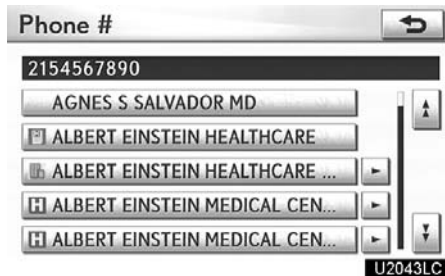 Phone #
2154567890
AGNES S SALVADOR MD
ALBERT EINSTEIN HEALTHCARE
ALBERT EINSTEIN HEALTHCARE ...
H ALBERT EINSTEIN MEDICAL CEN...
H ALBERT EINSTEIN MEDICAL CEN...
U2043LC